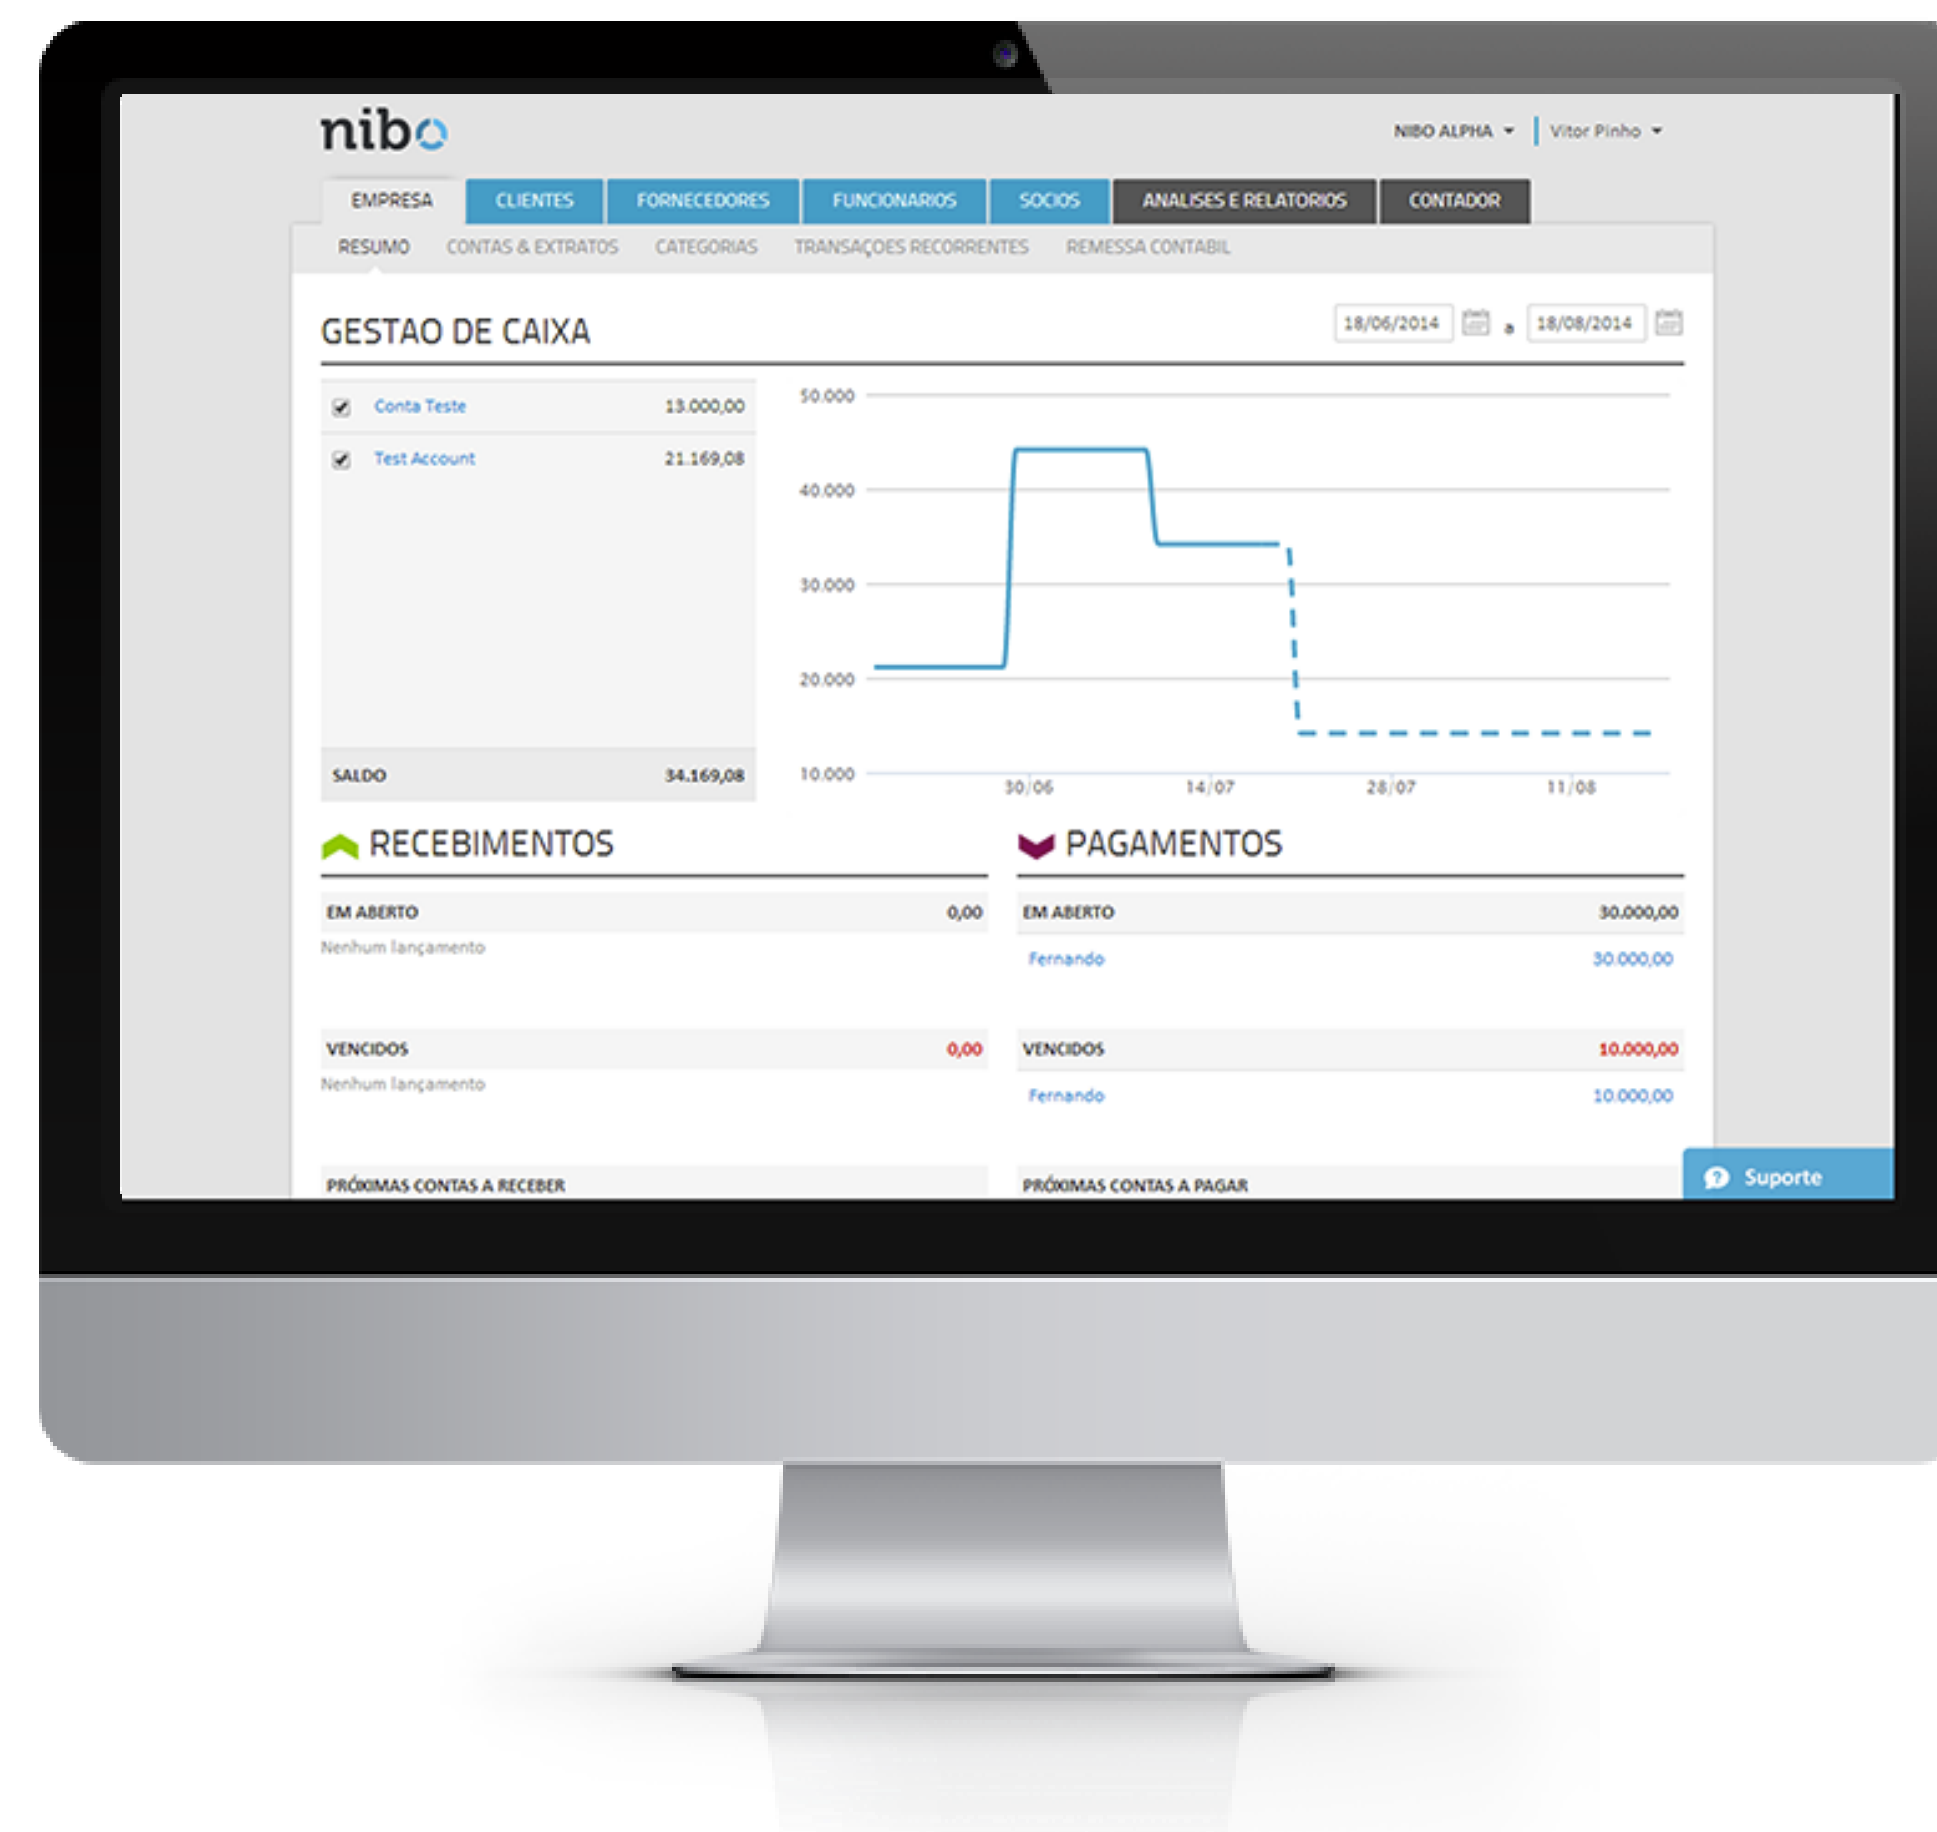 nibo
NIBO ALPHA Vitor Pinho
EMPRESA CLIENTES FORNECEDORES FUNCIONARIOS SOCIOS ANALISES E RELATORIOS CONTADOR
RESUMO CONTAS & EXTRATOS CATEGORIAS TRANSAÇOES RECORRENTES REMESSA CONTABIL
GESTAO DE CAIXA
18/06/2014 a 18/08/2014
Conta Teste 13.000,00
Test Account 21.169,08
SALDO 34.169,08
50.000
40.000
30.000
20.000
10.000
30/06 14/07 28/07 11/08
RECEBIMENTOS
EM ABERTO 0,00
Nenhum lançamento
VENCIDOS 0,00
Nenhum lançamento
PRÓXIMAS CONTAS A RECEBER
PAGAMENTOS
EM ABERTO 30.000,00
Fernando 30.000,00
VENCIDOS 10.000,00
Fernando 10.000,00
PRÓXIMAS CONTAS A PAGAR
Suporte